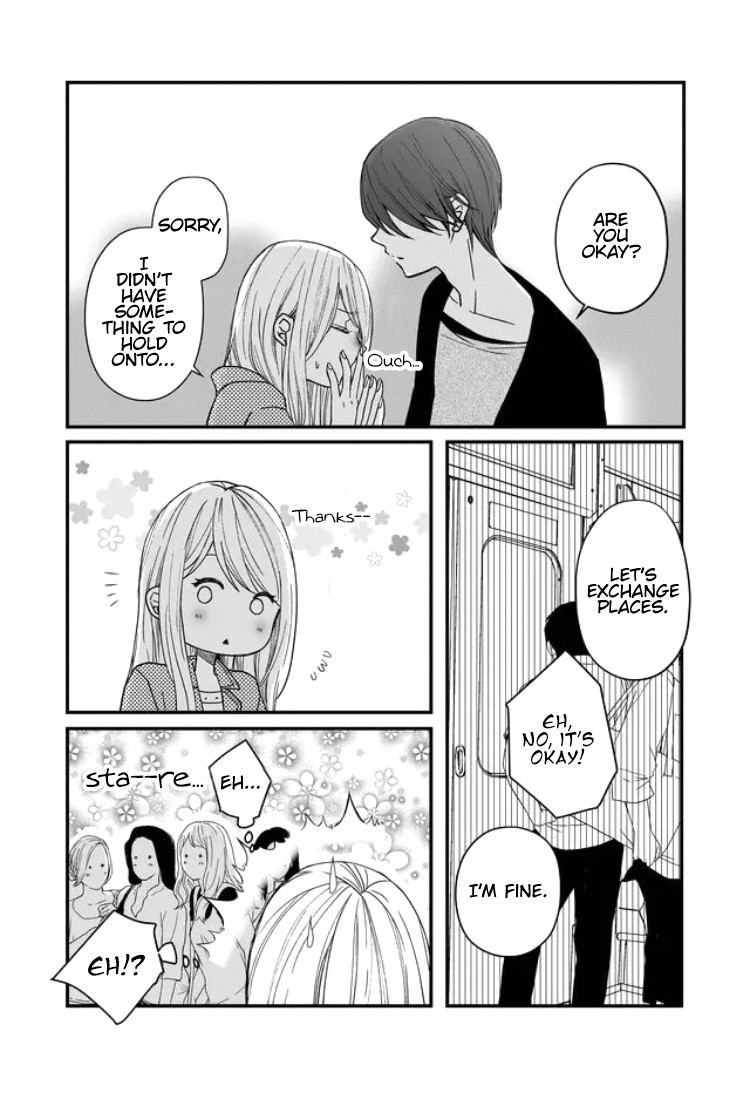 ARE
YOU
OKAY?
SORRY,
I
DIDN'T
HAVE
SOME-
THING TO
HOLD
ONTO...
Ouch...
LET'S
EXCHANGE
PLACES.
EH,
NO, IT'S
OKAY!
I'M FINE.
Thanks--
sta--re...
EH...
EH!?